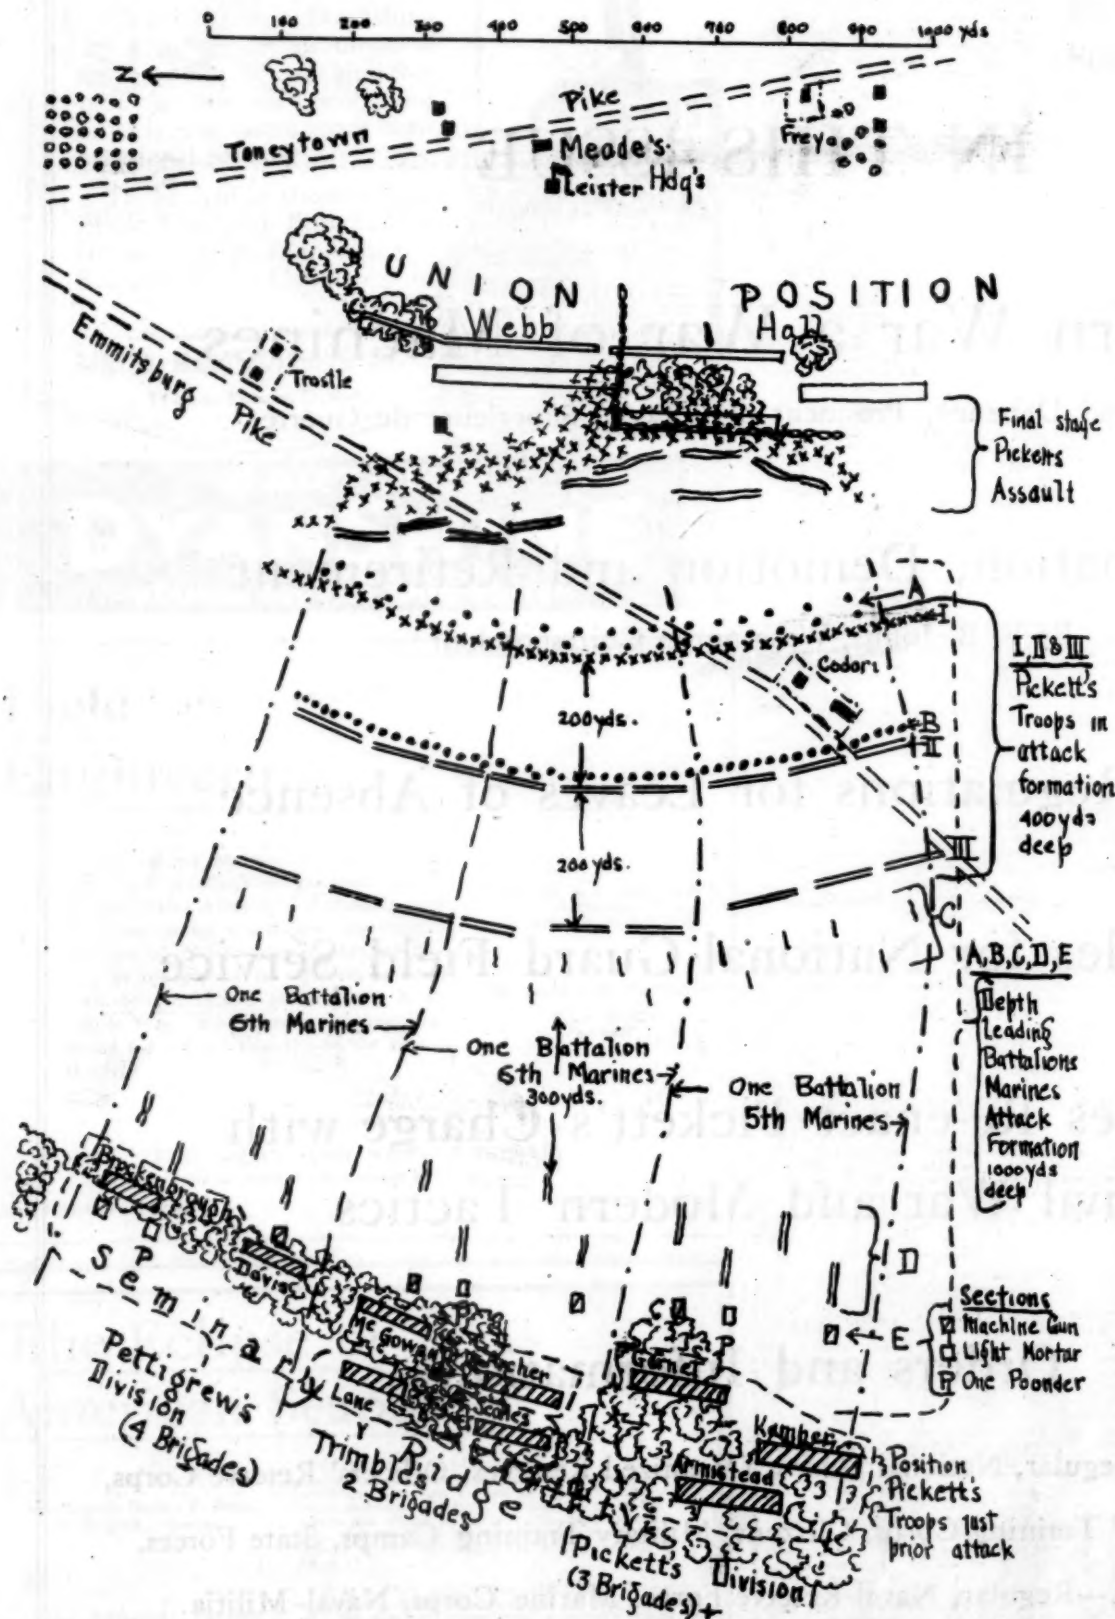 0 100 200 300 400 500 600 700 800 900 1000 yds
N
Taneytown Pike
Frey
Meade's
Leister Hdq's
UNION POSITION
Webb
Hall
Emmitsburg Pike
Trostle
Final stage
Picketts
Assault
A
I
Codori
200 yds.
B
II
I, II & III
Pickett's
Troops in
attack
formation
400 yds
deep
200 yds.
III
C
A, B, C, D, E
Depth
Leading
Battalions
Marines
Attack
Formation
1000 yds
deep
One Battalion
6th Marines
One Battalion
6th Marines
300 yds.
One Battalion
5th Marines
D
E
Sections
Machine Gun
Light Mortar
P One Pounder
Brockenborough
Davis
P
Seminary Ridge
Mc Gowan
Lane
Scales
C
P
Garnet
Kemper
Armistead
Pettigrew's
Division
(4 Brigades)
Trimbles
2 Brigades
Pickett's Division
(3 Brigades)
Position
Pickett's
Troops just
prior attack